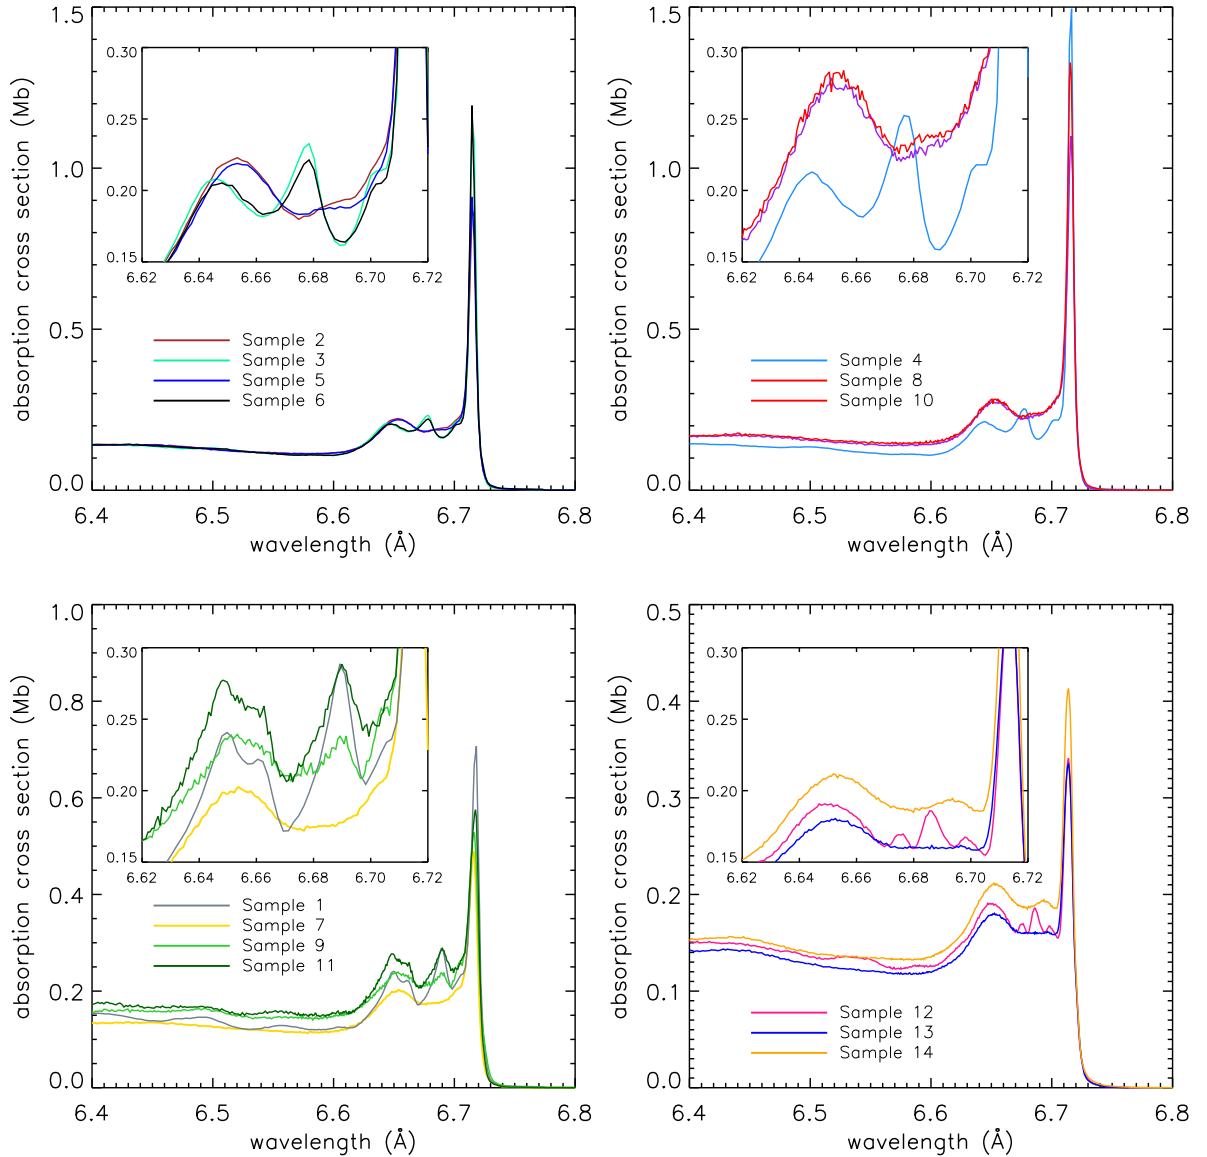 1.5
1.0
0.5
0.0
absorption cross section (Mb)
0.30
0.25
0.20
0.15
6.62 6.64 6.66 6.68 6.70 6.72
Sample 2
Sample 3
Sample 5
Sample 6
6.4 6.5 6.6 6.7 6.8
wavelength (Å)
1.5
1.0
0.5
0.0
absorption cross section (Mb)
0.30
0.25
0.20
0.15
6.62 6.64 6.66 6.68 6.70 6.72
Sample 4
Sample 8
Sample 10
6.4 6.5 6.6 6.7 6.8
wavelength (Å)
1.0
0.8
0.6
0.4
0.2
0.0
absorption cross section (Mb)
0.30
0.25
0.20
0.15
6.62 6.64 6.66 6.68 6.70 6.72
Sample 1
Sample 7
Sample 9
Sample 11
6.4 6.5 6.6 6.7 6.8
wavelength (Å)
0.5
0.4
0.3
0.2
0.1
0.0
absorption cross section (Mb)
0.30
0.25
0.20
0.15
6.62 6.64 6.66 6.68 6.70 6.72
Sample 12
Sample 13
Sample 14
6.4 6.5 6.6 6.7 6.8
wavelength (Å)